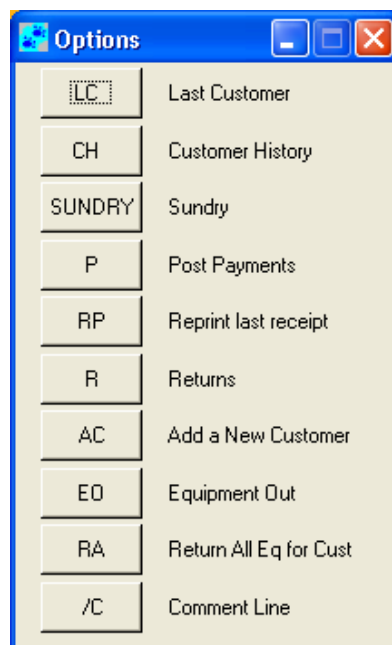 Options
LC Last Customer
CH Customer History
SUNDRY Sundry
P Post Payments
RP Reprint last receipt
R Returns
AC Add a New Customer
EO Equipment Out
RA Return All Eq for Cust
/C Comment Line